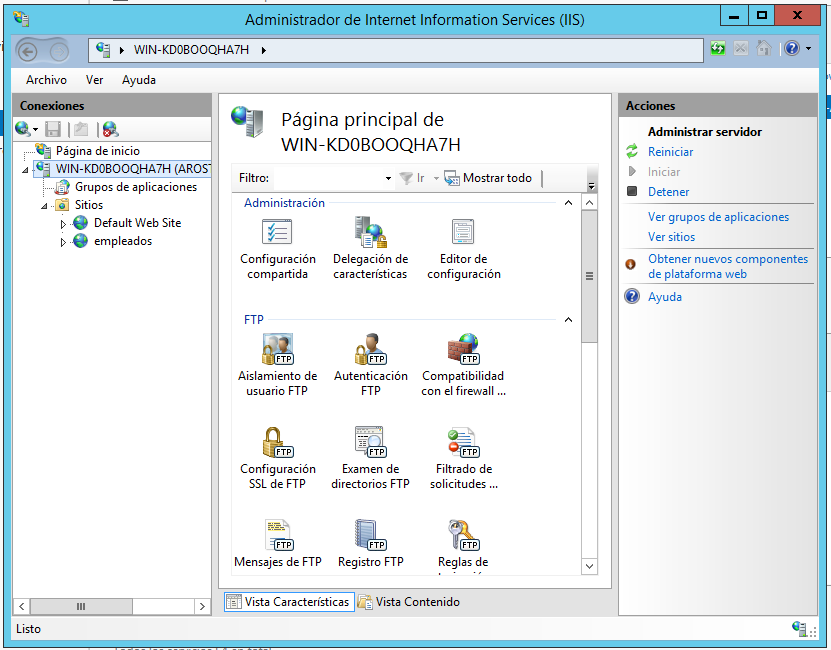 Administrador de Internet Information Services (IIS)
WIN-KD0BOOQHA7H
Archivo Ver Ayuda
Conexiones
Página de inicio
WIN-KD0BOOQHA7H (AROST
Grupos de aplicaciones
Sitios
Default Web Site
empleados
Página principal de
WIN-KD0BOOQHA7H
Filtro: Ir Mostrar todo
Administración
Configuración
compartida
Delegación de
características
Editor de
configuración
FTP
Aislamiento de
usuario FTP
Autenticación
FTP
Compatibilidad
con el firewall ...
Configuración
SSL de FTP
Examen de
directorios FTP
Filtrado de
solicitudes ...
Mensajes de FTP
Registro FTP
Reglas de
Vista Características Vista Contenido
Acciones
Administrar servidor
Reiniciar
Iniciar
Detener
Ver grupos de aplicaciones
Ver sitios
Obtener nuevos componentes
de plataforma web
Ayuda
Listo